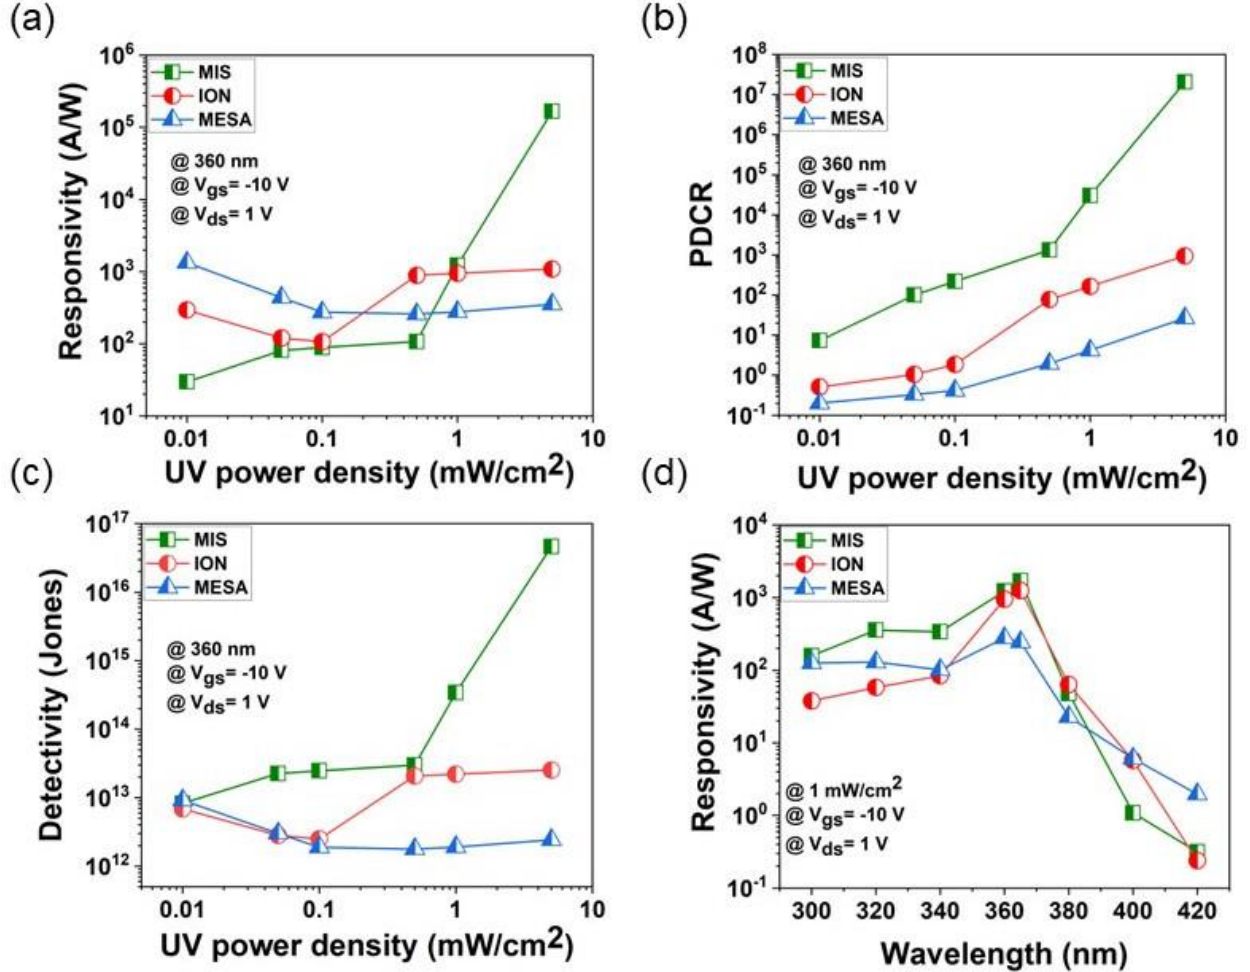 (a)
10^6
10^5
10^4
10^3
10^2
10^1
Responsivity (A/W)
MIS
ION
MESA
@ 360 nm
@ V_gs= -10 V
@ V_ds= 1 V
0.01 0.1 1 10
UV power density (mW/cm^2)
(b)
10^8
10^7
10^6
10^5
10^4
10^3
10^2
10^1
10^0
10^-1
PDCR
MIS
ION
MESA
@ 360 nm
@ V_gs= -10 V
@ V_ds= 1 V
0.01 0.1 1 10
UV power density (mW/cm^2)
(c)
10^17
10^16
10^15
10^14
10^13
10^12
Detectivity (Jones)
MIS
ION
MESA
@ 360 nm
@ V_gs= -10 V
@ V_ds= 1 V
0.01 0.1 1 10
UV power density (mW/cm^2)
(d)
10^4
10^3
10^2
10^1
10^0
10^-1
Responsivity (A/W)
MIS
ION
MESA
@ 1 mW/cm^2
@ V_gs= -10 V
@ V_ds= 1 V
300 320 340 360 380 400 420
Wavelength (nm)